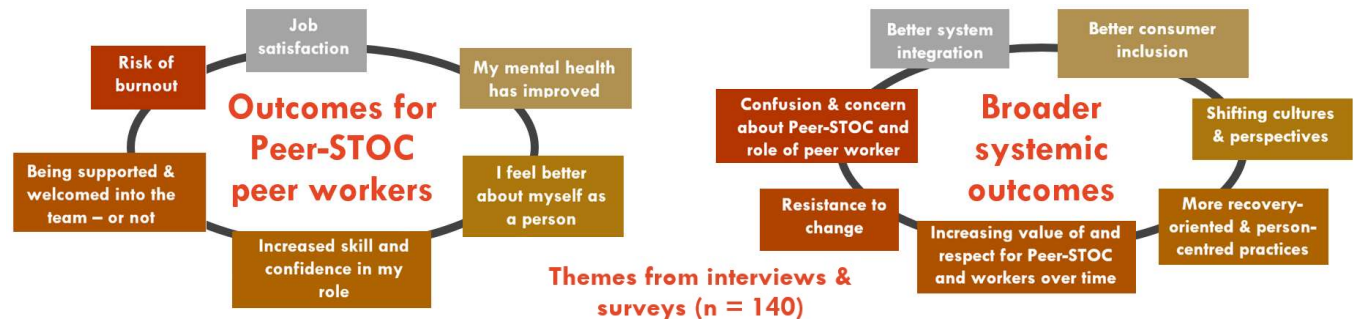 Job
satisfaction
Risk of
burnout
My mental health
has improved
Outcomes for
Peer-STOC
peer workers
Being supported &
welcomed into the
team – or not
I feel better
about myself as
a person
Increased skill and
confidence in my
role
Better system
integration
Better consumer
inclusion
Confusion & concern
about Peer-STOC and
role of peer worker
Broader
systemic
outcomes
Shifting cultures
& perspectives
Resistance to
change
Increasing value of and
respect for Peer-STOC
and workers over time
More recovery-
oriented & person-
centred practices
Themes from interviews &
surveys (n = 140)